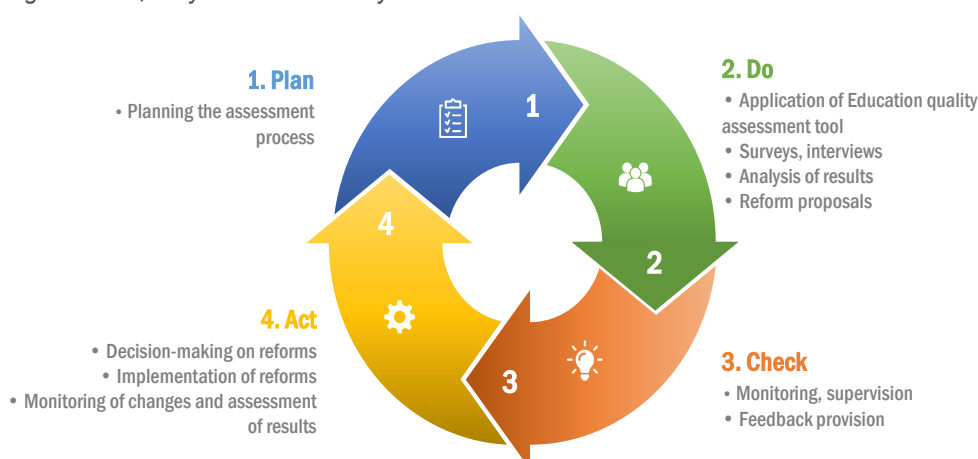 1. Plan
• Planning the assessment
process
2. Do
• Application of Education quality
assessment tool
• Surveys, interviews
• Analysis of results
• Reform proposals
3. Check
• Monitoring, supervision
• Feedback provision
4. Act
• Decision-making on reforms
• Implementation of reforms
• Monitoring of changes and assessment
of results
1
2
3
4